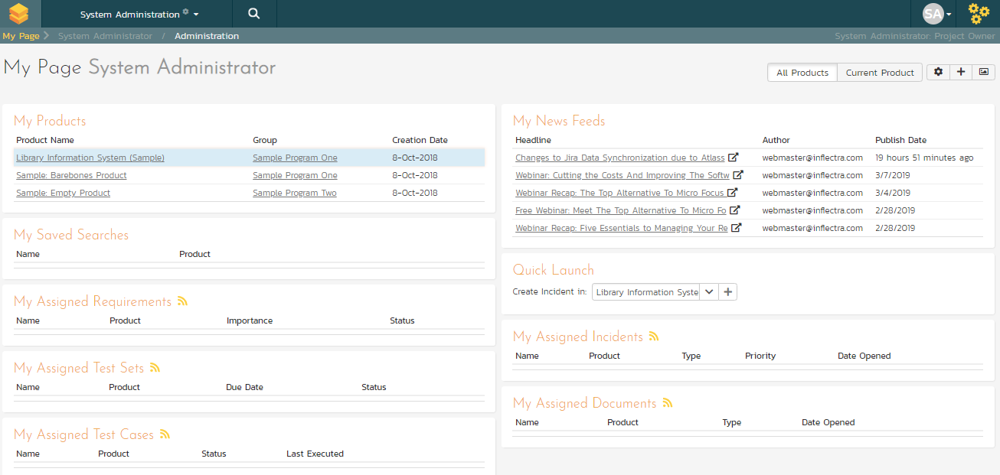 System Administration
SA
My Page System Administrator / Administration
System Administrator: Project Owner
My Page System Administrator
All Products Current Product
My Products
Product Name Group Creation Date
Library Information System (Sample) Sample Program One 8-Oct-2018
Sample: Barebones Product Sample Program One 8-Oct-2018
Sample: Empty Product Sample Program Two 8-Oct-2018
My Saved Searches
Name Product
My Assigned Requirements
Name Product Importance Status
My Assigned Test Sets
Name Product Due Date Status
My Assigned Test Cases
Name Product Status Last Executed
My News Feeds
Headline Author Publish Date
Changes to Jira Data Synchronization due to Atlass webmaster@inflectra.com 19 hours 51 minutes ago
Webinar: Cutting the Costs And Improving The Softw webmaster@inflectra.com 3/7/2019
Webinar Recap: The Top Alternative To Micro Focus webmaster@inflectra.com 3/4/2019
Free Webinar: Meet The Top Alternative To Micro Fo webmaster@inflectra.com 2/28/2019
Webinar Recap: Five Essentials to Managing Your Re webmaster@inflectra.com 2/28/2019
Quick Launch
Create Incident in: Library Information Syste
My Assigned Incidents
Name Product Type Priority Date Opened
My Assigned Documents
Name Product Type Date Opened